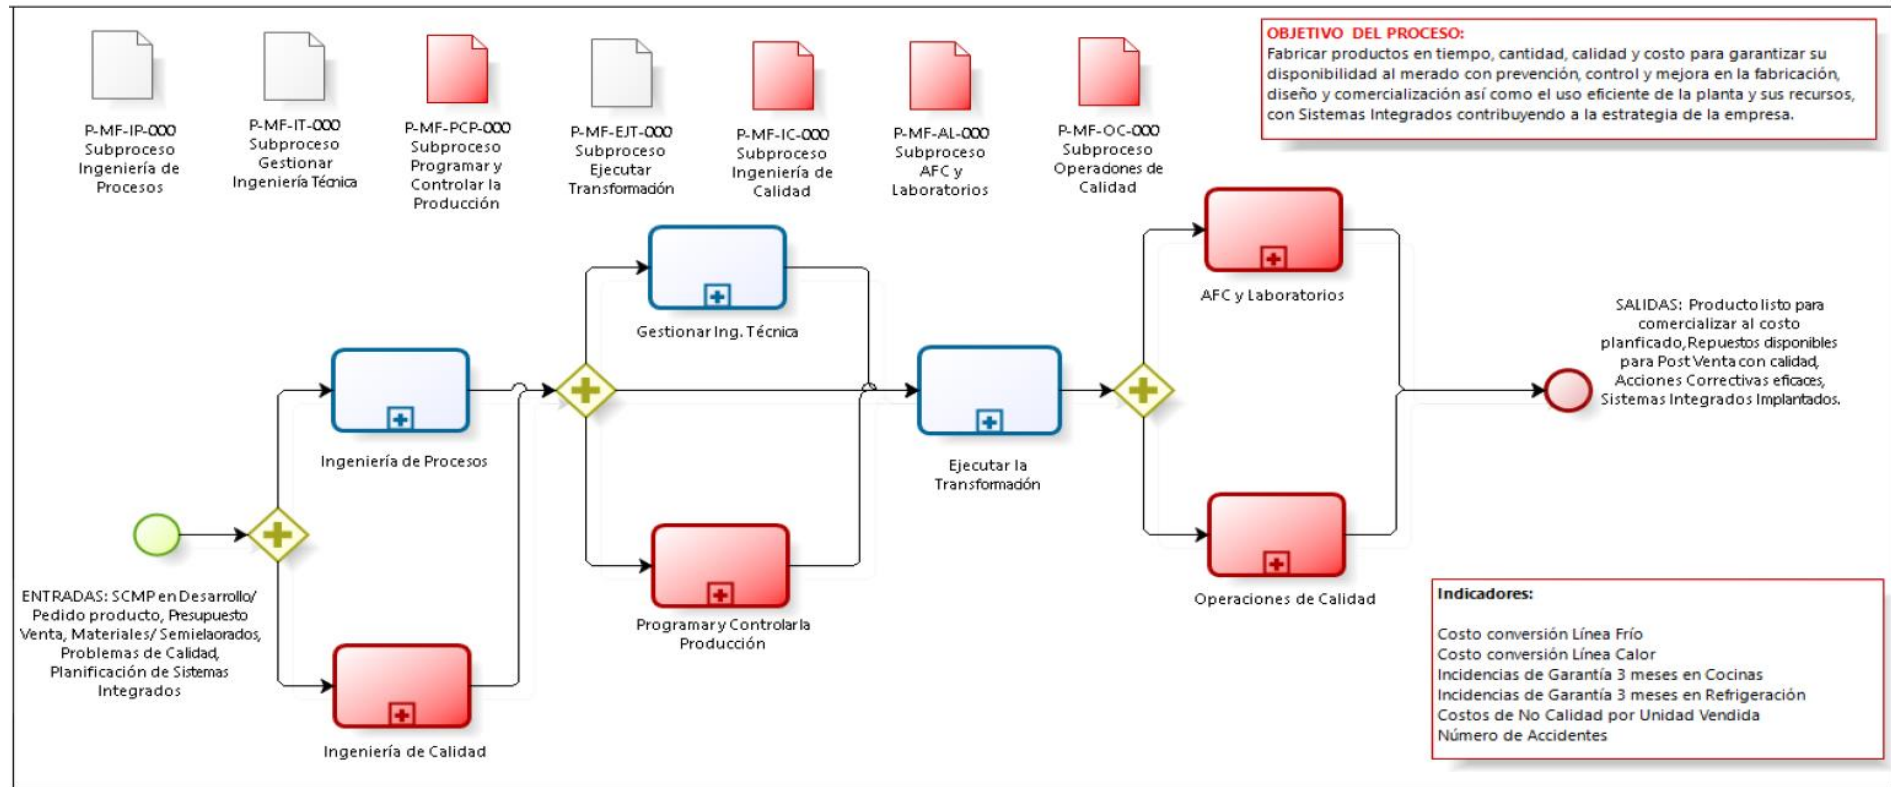 P-MF-IP-000
Subproceso
Ingeniería de
Procesos
P-MF-IT-000
Subproceso
Gestionar
Ingeniería Técnica
P-MF-PCP-000
Subproceso
Programar y
Controlar la
Producción
P-MF-EJT-000
Subproceso
Ejecutar
Transformación
P-MF-IC-000
Subproceso
Ingeniería de
Calidad
P-MF-AL-000
Subproceso
AFC y
Laboratorios
P-MF-OC-000
Subproceso
Operaciones de
Calidad
OBJETIVO DEL PROCESO:
Fabricar productos en tiempo, cantidad, calidad y costo para garantizar su
disponibilidad al merado con prevención, control y mejora en la fabricación,
diseño y comercialización así como el uso eficiente de la planta y sus recursos,
con Sistemas Integrados contribuyendo a la estrategia de la empresa.
ENTRADAS: SCMP en Desarrollo/
Pedido producto, Presupuesto
Venta, Materiales/ Semielaorados,
Problemas de Calidad,
Planificación de Sistemas
Integrados
Ingeniería de Procesos
Ingeniería de Calidad
Gestionar Ing. Técnica
Programar y Controlar la
Producción
Ejecutar la
Transformación
AFC y Laboratorios
Operaciones de Calidad
SALIDAS: Producto listo para
comercializar al costo
planficado, Repuestos disponibles
para Post Venta con calidad,
Acciones Correctivas eficaces,
Sistemas Integrados Implantados.
Indicadores:
Costo conversión Línea Frío
Costo conversión Línea Calor
Incidencias de Garantía 3 meses en Cocinas
Incidencias de Garantía 3 meses en Refrigeración
Costos de No Calidad por Unidad Vendida
Número de Accidentes